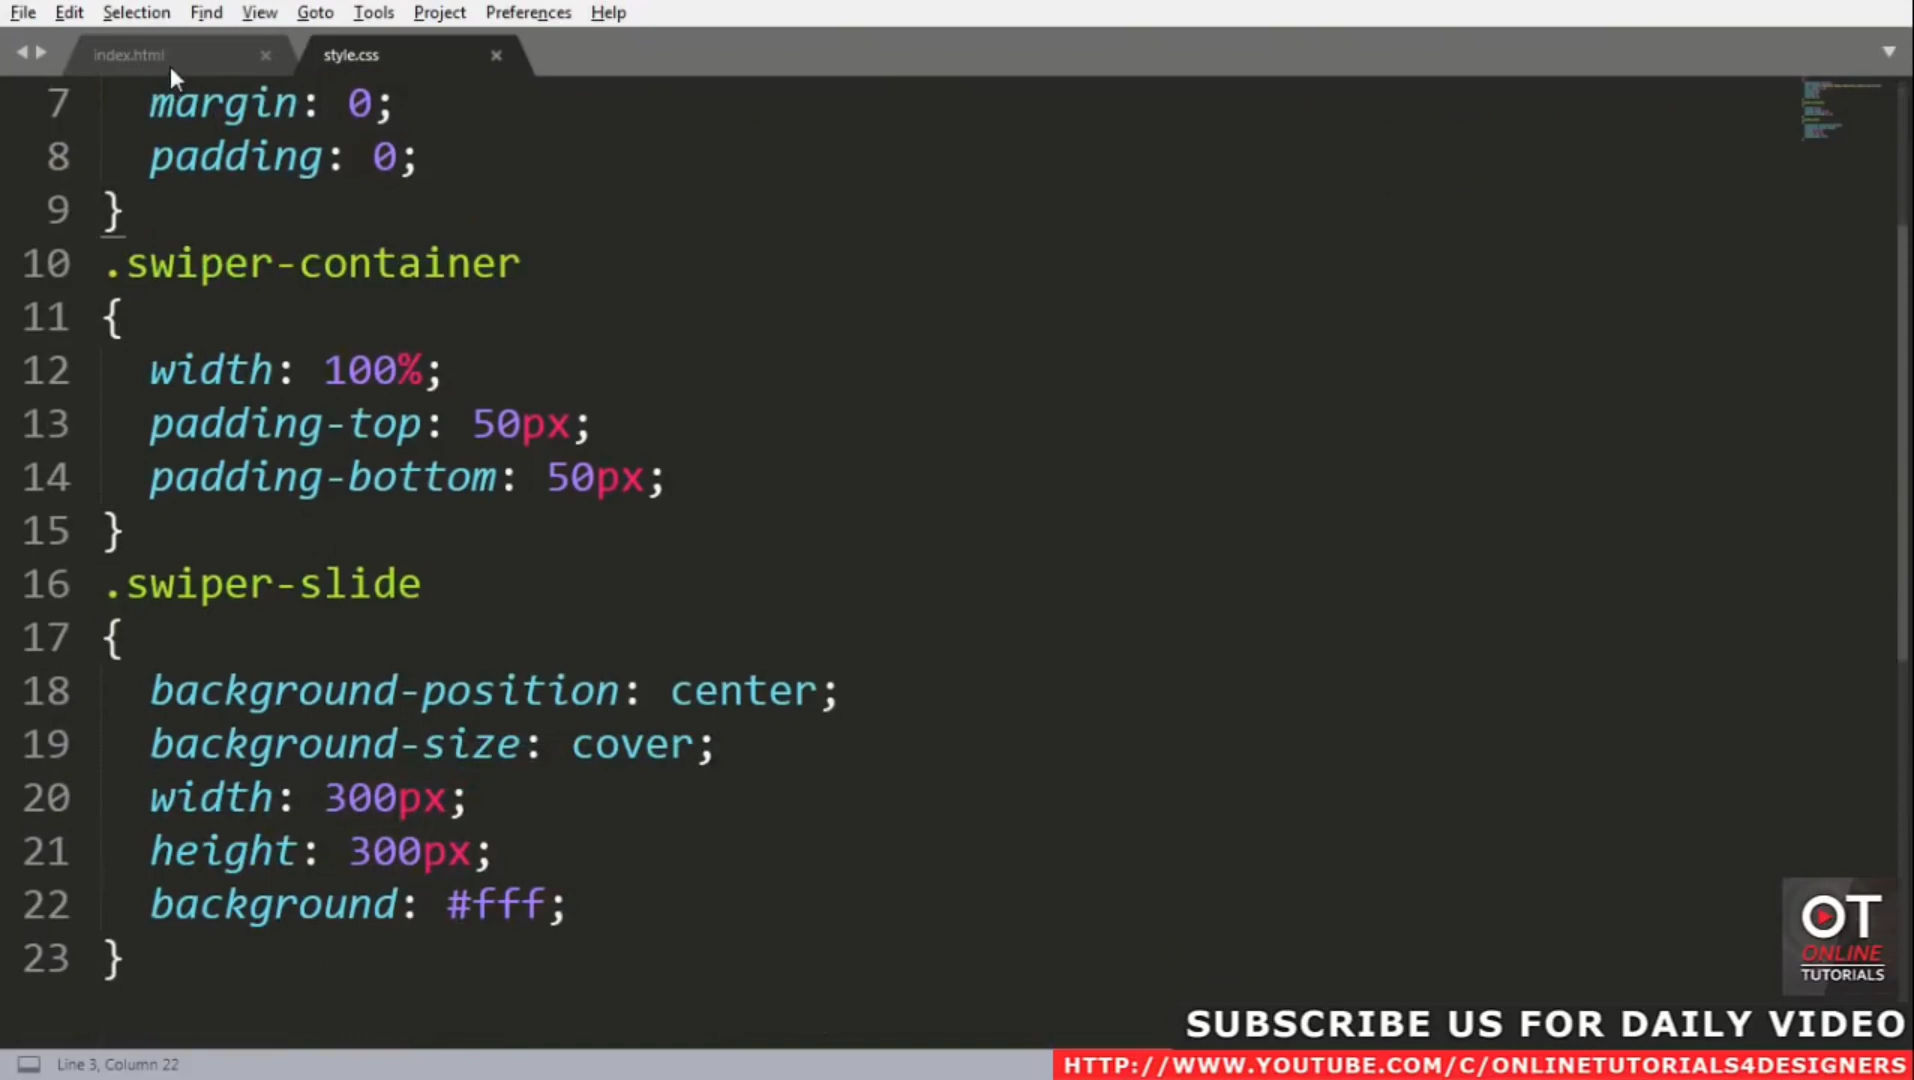 File Edit Selection Find View Goto Tools Project Preferences Help
index.html × style.css ×
7 margin: 0;
8 padding: 0;
9 }
10 .swiper-container
11 {
12 width: 100%;
13 padding-top: 50px;
14 padding-bottom: 50px;
15 }
16 .swiper-slide
17 {
18 background-position: center;
19 background-size: cover;
20 width: 300px;
21 height: 300px;
22 background: #fff;
23 }
OT
ONLINE
TUTORIALS
SUBSCRIBE US FOR DAILY VIDEO
Line 3, Column 22
HTTP://WWW.YOUTUBE.COM/C/ONLINETUTORIALS4DESIGNERS